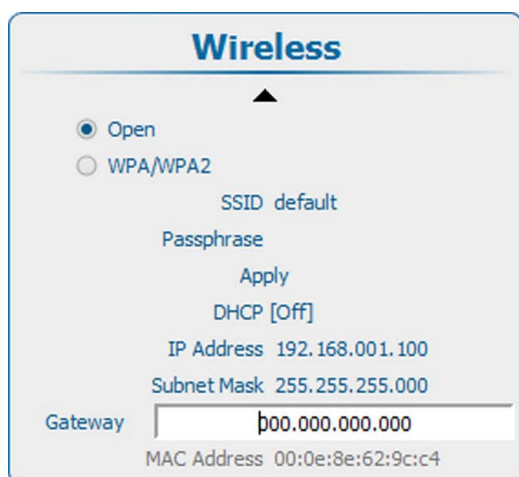 Wireless
Open
WPA/WPA2
SSID default
Passphrase
Apply
DHCP [Off]
IP Address 192.168.001.100
Subnet Mask 255.255.255.000
Gateway 000.000.000.000
MAC Address 00:0e:8e:62:9c:c4